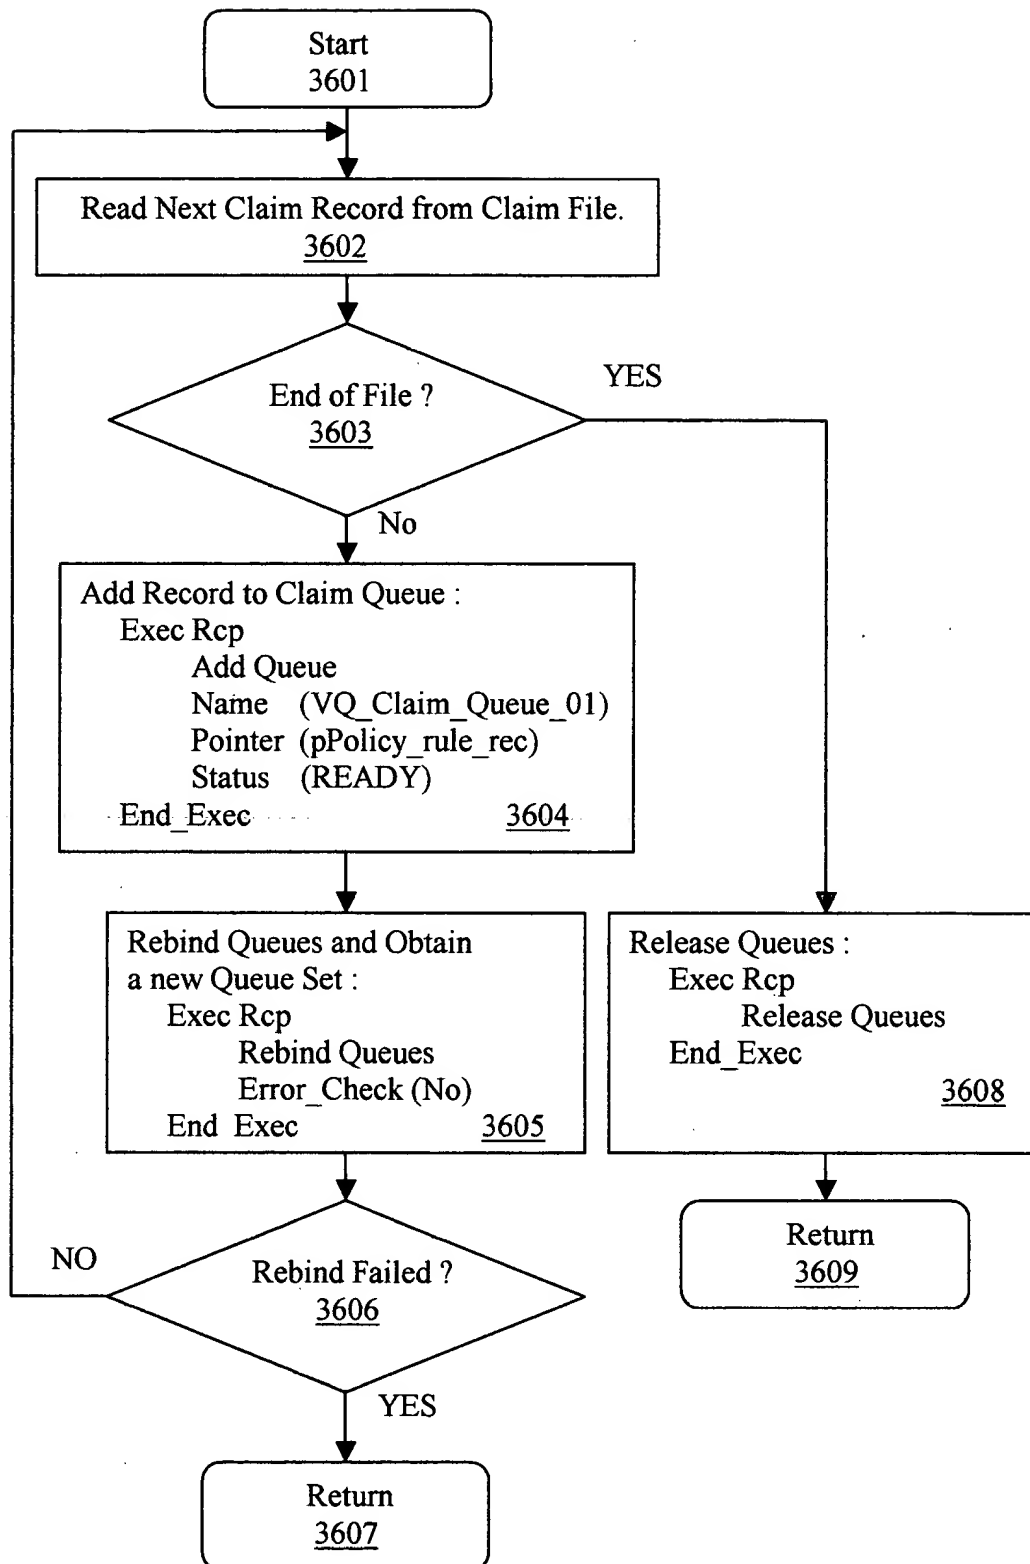 Start
3601
Read Next Claim Record from Claim File.
3602
End of File ?
3603
YES
No
Add Record to Claim Queue :
Exec Rcp
Add Queue
Name (VQ_Claim_Queue_01)
Pointer (pPolicy_rule_rec)
Status (READY)
End_Exec 3604
Rebind Queues and Obtain
a new Queue Set :
Exec Rcp
Rebind Queues
Error_Check (No)
End_Exec 3605
Release Queues :
Exec Rcp
Release Queues
End_Exec
3608
Rebind Failed ?
3606
NO
YES
Return
3609
Return
3607